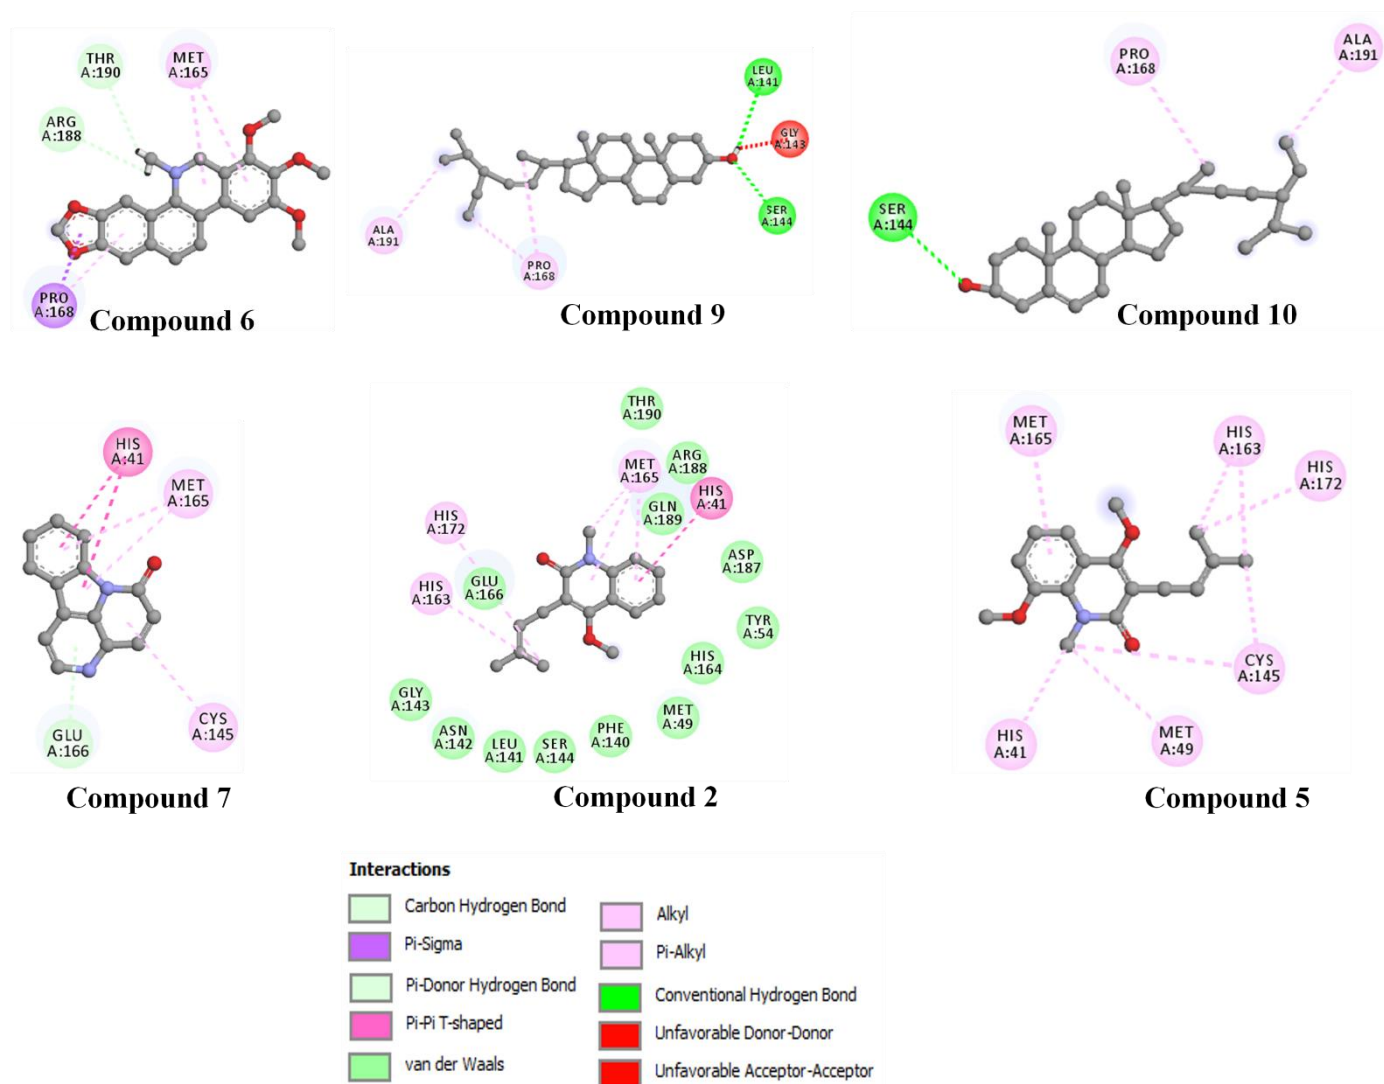 THR
A:190
MET
A:165
ARG
A:188
PRO
A:168
Compound 6
LEU
A:141
GLY
A:143
SER
A:144
ALA
A:191
PRO
A:168
Compound 9
PRO
A:168
ALA
A:191
SER
A:144
Compound 10
HIS
A:41
MET
A:165
GLU
A:166
CYS
A:145
Compound 7
THR
A:190
MET
A:165
ARG
A:188
HIS
A:41
GLN
A:189
HIS
A:172
ASP
A:187
GLU
A:166
HIS
A:163
TYR
A:54
HIS
A:164
GLY
A:143
ASN
A:142
LEU
A:141
SER
A:144
PHE
A:140
MET
A:49
Compound 2
MET
A:165
HIS
A:163
HIS
A:172
CYS
A:145
HIS
A:41
MET
A:49
Compound 5
Interactions
Carbon Hydrogen Bond
Pi-Sigma
Pi-Donor Hydrogen Bond
Pi-Pi T-shaped
van der Waals
Alkyl
Pi-Alkyl
Conventional Hydrogen Bond
Unfavorable Donor-Donor
Unfavorable Acceptor-Acceptor